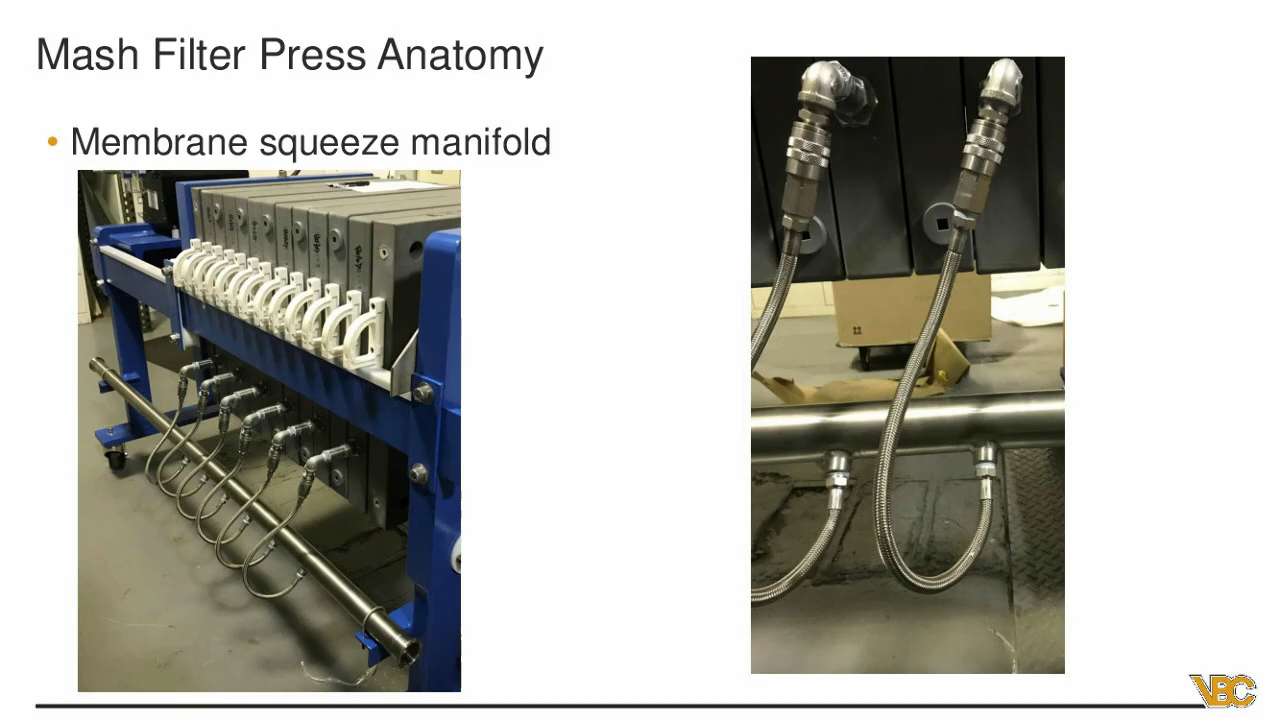 Mash Filter Press Anatomy
• Membrane squeeze manifold
VBC